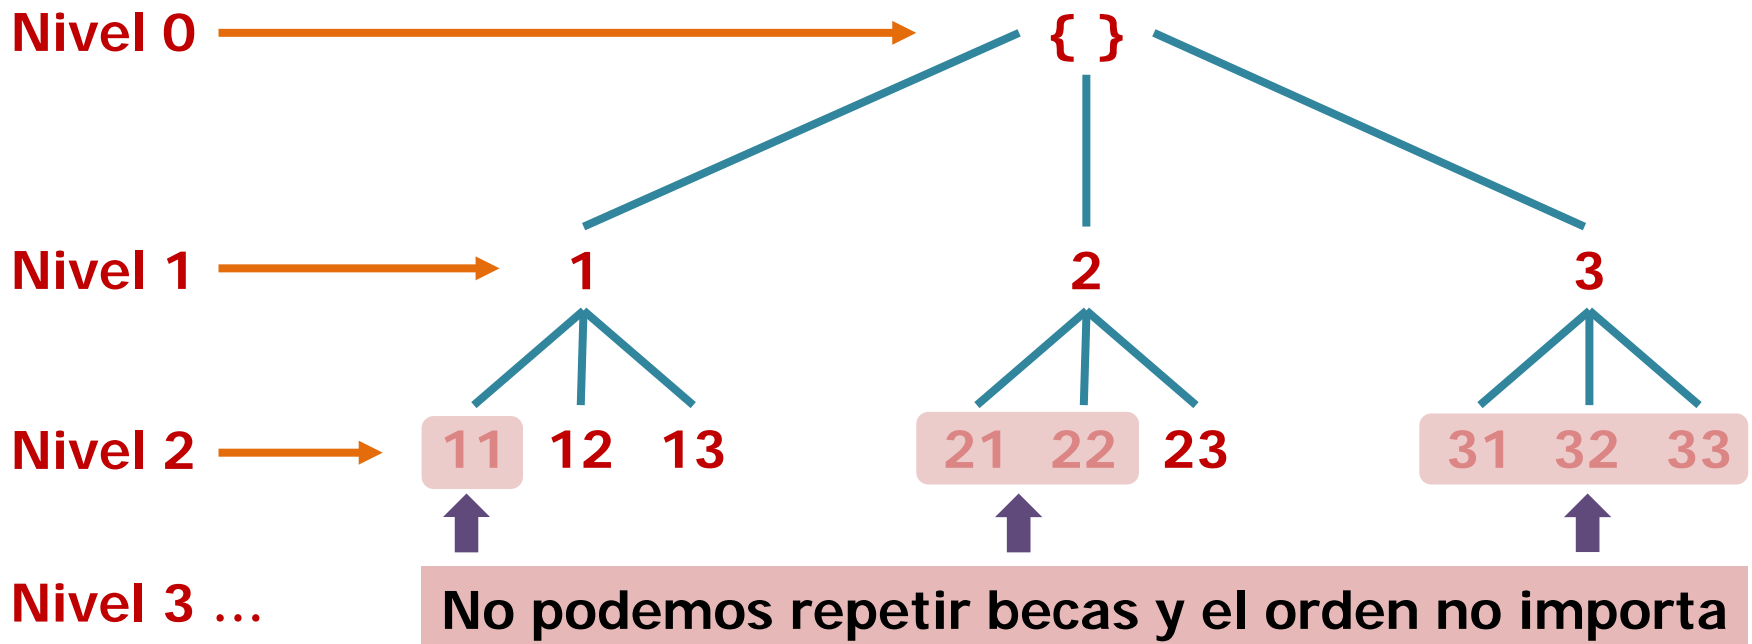 Nivel 0 { }
Nivel 1 1 2 3
Nivel 2 11 12 13 21 22 23 31 32 33
Nivel 3 ... No podemos repetir becas y el orden no importa